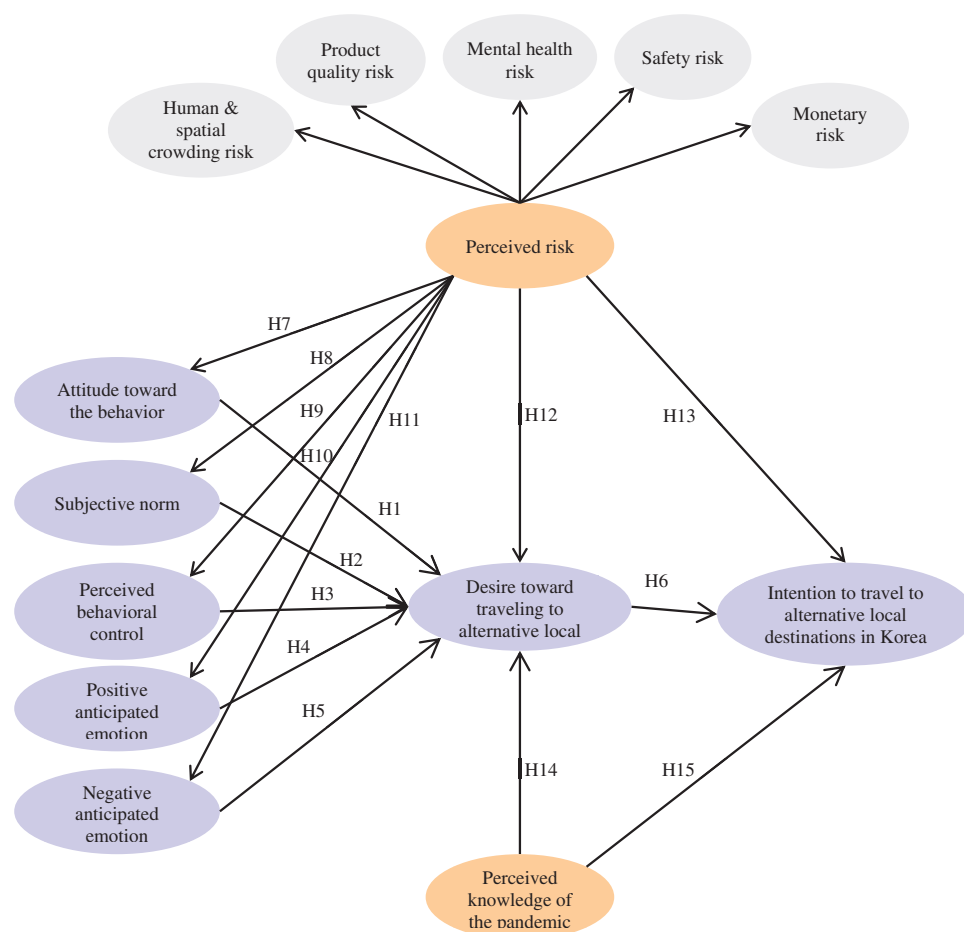 Product
quality risk
Mental health
risk
Safety risk
Human &
spatial
crowding risk
Monetary
risk
Perceived risk
H7
H8
H9
H10
H11
H12
H13
Attitude toward
the behavior
Subjective norm
Perceived
behavioral
control
Positive
anticipated
emotion
Negative
anticipated
emotion
H1
H2
H3
H4
H5
Desire toward
traveling to
alternative local
H6
Intention to travel to
alternative local
destinations in Korea
H14
H15
Perceived
knowledge of
the pandemic